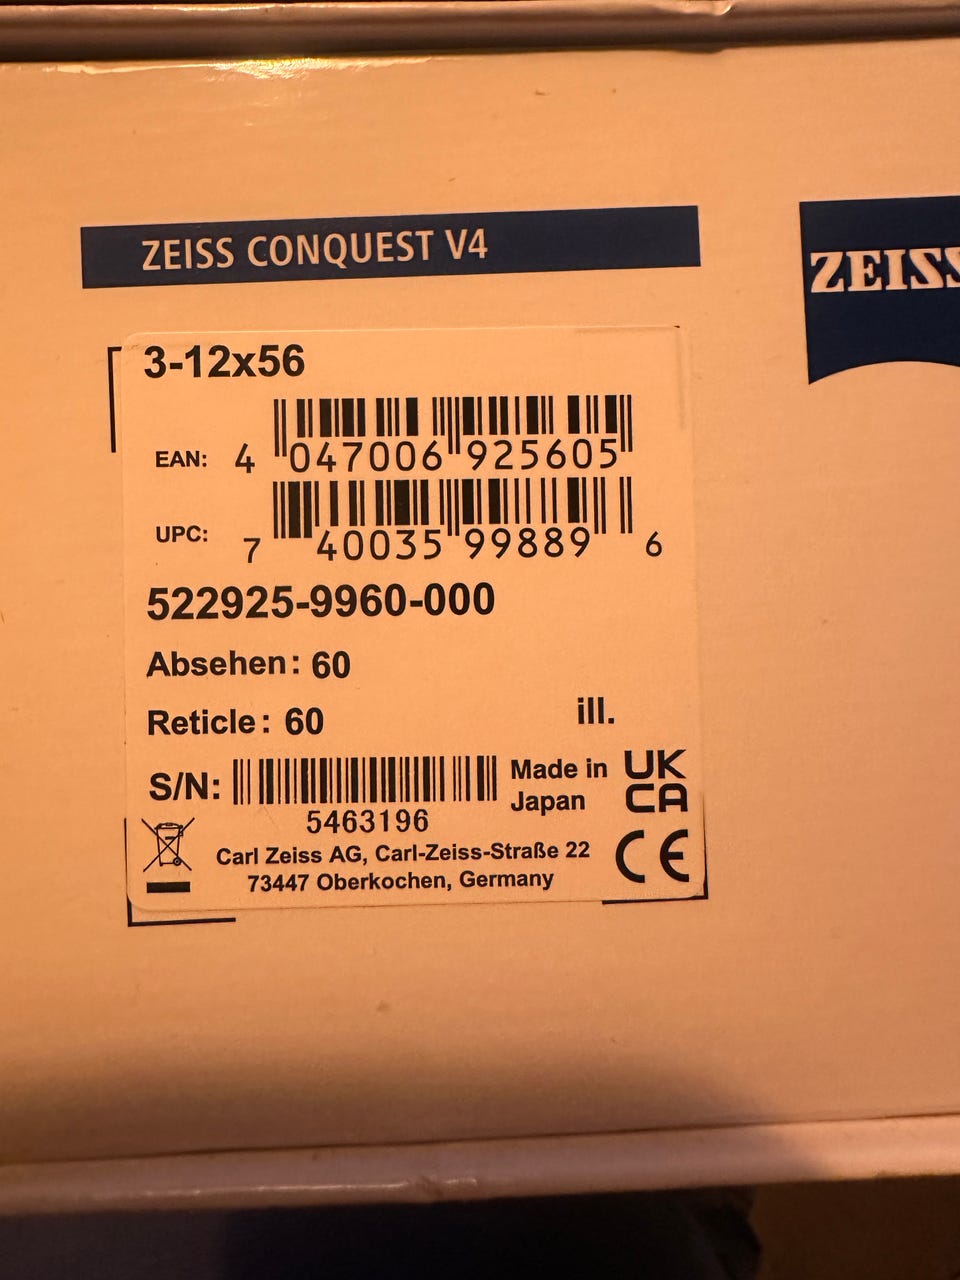 ZEISS CONQUEST V4
ZEISS
3-12x56
EAN: 4 047006 925605
UPC: 7 40035 99889 6
522925-9960-000
Absehen: 60
Reticle: 60 ill.
S/N:
5463196
Made in
Japan
UK
CA
Carl Zeiss AG, Carl-Zeiss-Straße 22
73447 Oberkochen, Germany
CE